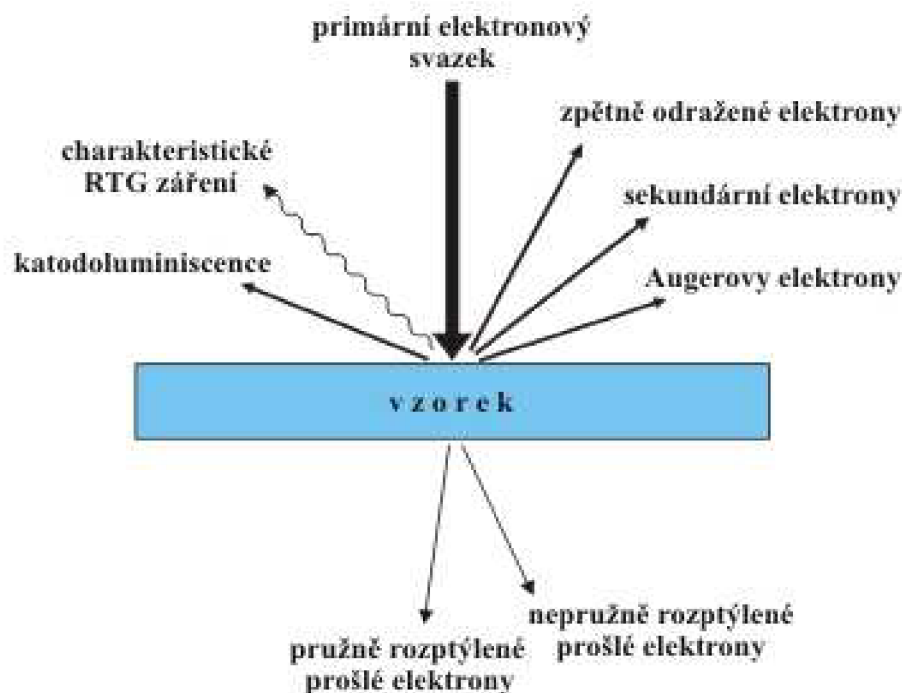 primární elektronový
svazek
zpětně odražené elektrony
charakteristické
RTG záření
sekundární elektrony
katodoluminiscence
Augerovy elektrony
vzorek
nepružně rozptýlené
prošlé elektrony
pružně rozptýlené
prošlé elektrony